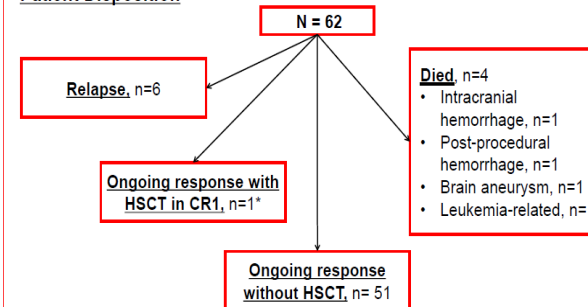 N = 62
Relapse, n=6
Died, n=4
• Intracranial
hemorrhage, n=1
• Post-procedural
hemorrhage, n=1
• Brain aneurysm, n=1
• Leukemia-related, n=
Ongoing response with
HSCT in CR1, n=1*
Ongoing response
without HSCT, n= 51